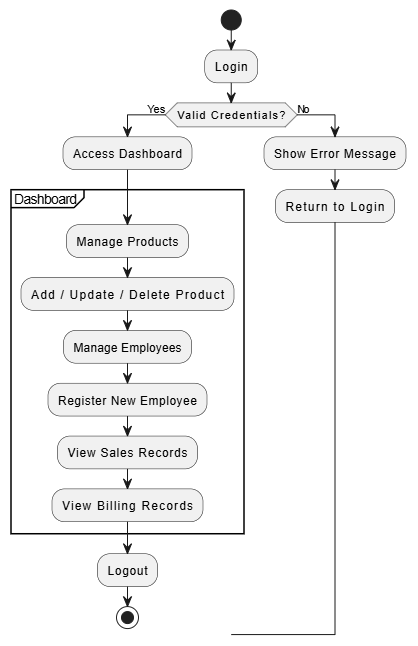 Login
Valid Credentials?
Yes
No
Access Dashboard
Show Error Message
Return to Login
Dashboard
Manage Products
Add / Update / Delete Product
Manage Employees
Register New Employee
View Sales Records
View Billing Records
Logout